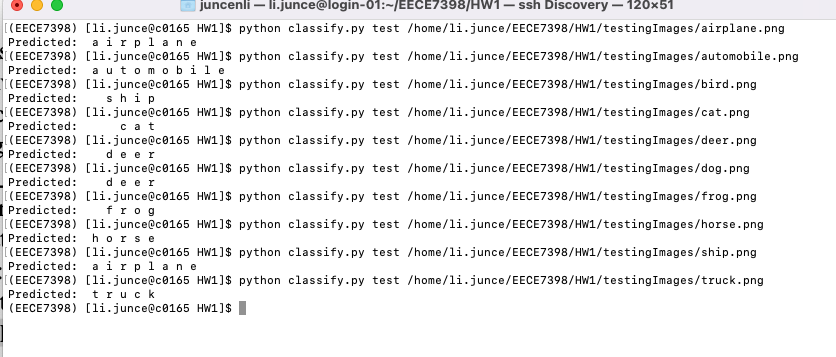 juncenli — li.junce@login-01:~/EECE7398/HW1 — ssh Discovery — 120×51
(EECE7398) [li.junce@c0165 HW1]$ python classify.py test /home/li.junce/EECE7398/HW1/testingImages/airplane.png
Predicted:  a i r p l a n e
(EECE7398) [li.junce@c0165 HW1]$ python classify.py test /home/li.junce/EECE7398/HW1/testingImages/automobile.png
Predicted:  a u t o m o b i l e
(EECE7398) [li.junce@c0165 HW1]$ python classify.py test /home/li.junce/EECE7398/HW1/testingImages/bird.png
Predicted:    s h i p
(EECE7398) [li.junce@c0165 HW1]$ python classify.py test /home/li.junce/EECE7398/HW1/testingImages/cat.png
Predicted:      c a t
(EECE7398) [li.junce@c0165 HW1]$ python classify.py test /home/li.junce/EECE7398/HW1/testingImages/deer.png
Predicted:    d e e r
(EECE7398) [li.junce@c0165 HW1]$ python classify.py test /home/li.junce/EECE7398/HW1/testingImages/dog.png
Predicted:    d e e r
(EECE7398) [li.junce@c0165 HW1]$ python classify.py test /home/li.junce/EECE7398/HW1/testingImages/frog.png
Predicted:    f r o g
(EECE7398) [li.junce@c0165 HW1]$ python classify.py test /home/li.junce/EECE7398/HW1/testingImages/horse.png
Predicted:  h o r s e
(EECE7398) [li.junce@c0165 HW1]$ python classify.py test /home/li.junce/EECE7398/HW1/testingImages/ship.png
Predicted:  a i r p l a n e
(EECE7398) [li.junce@c0165 HW1]$ python classify.py test /home/li.junce/EECE7398/HW1/testingImages/truck.png
Predicted:  t r u c k
(EECE7398) [li.junce@c0165 HW1]$